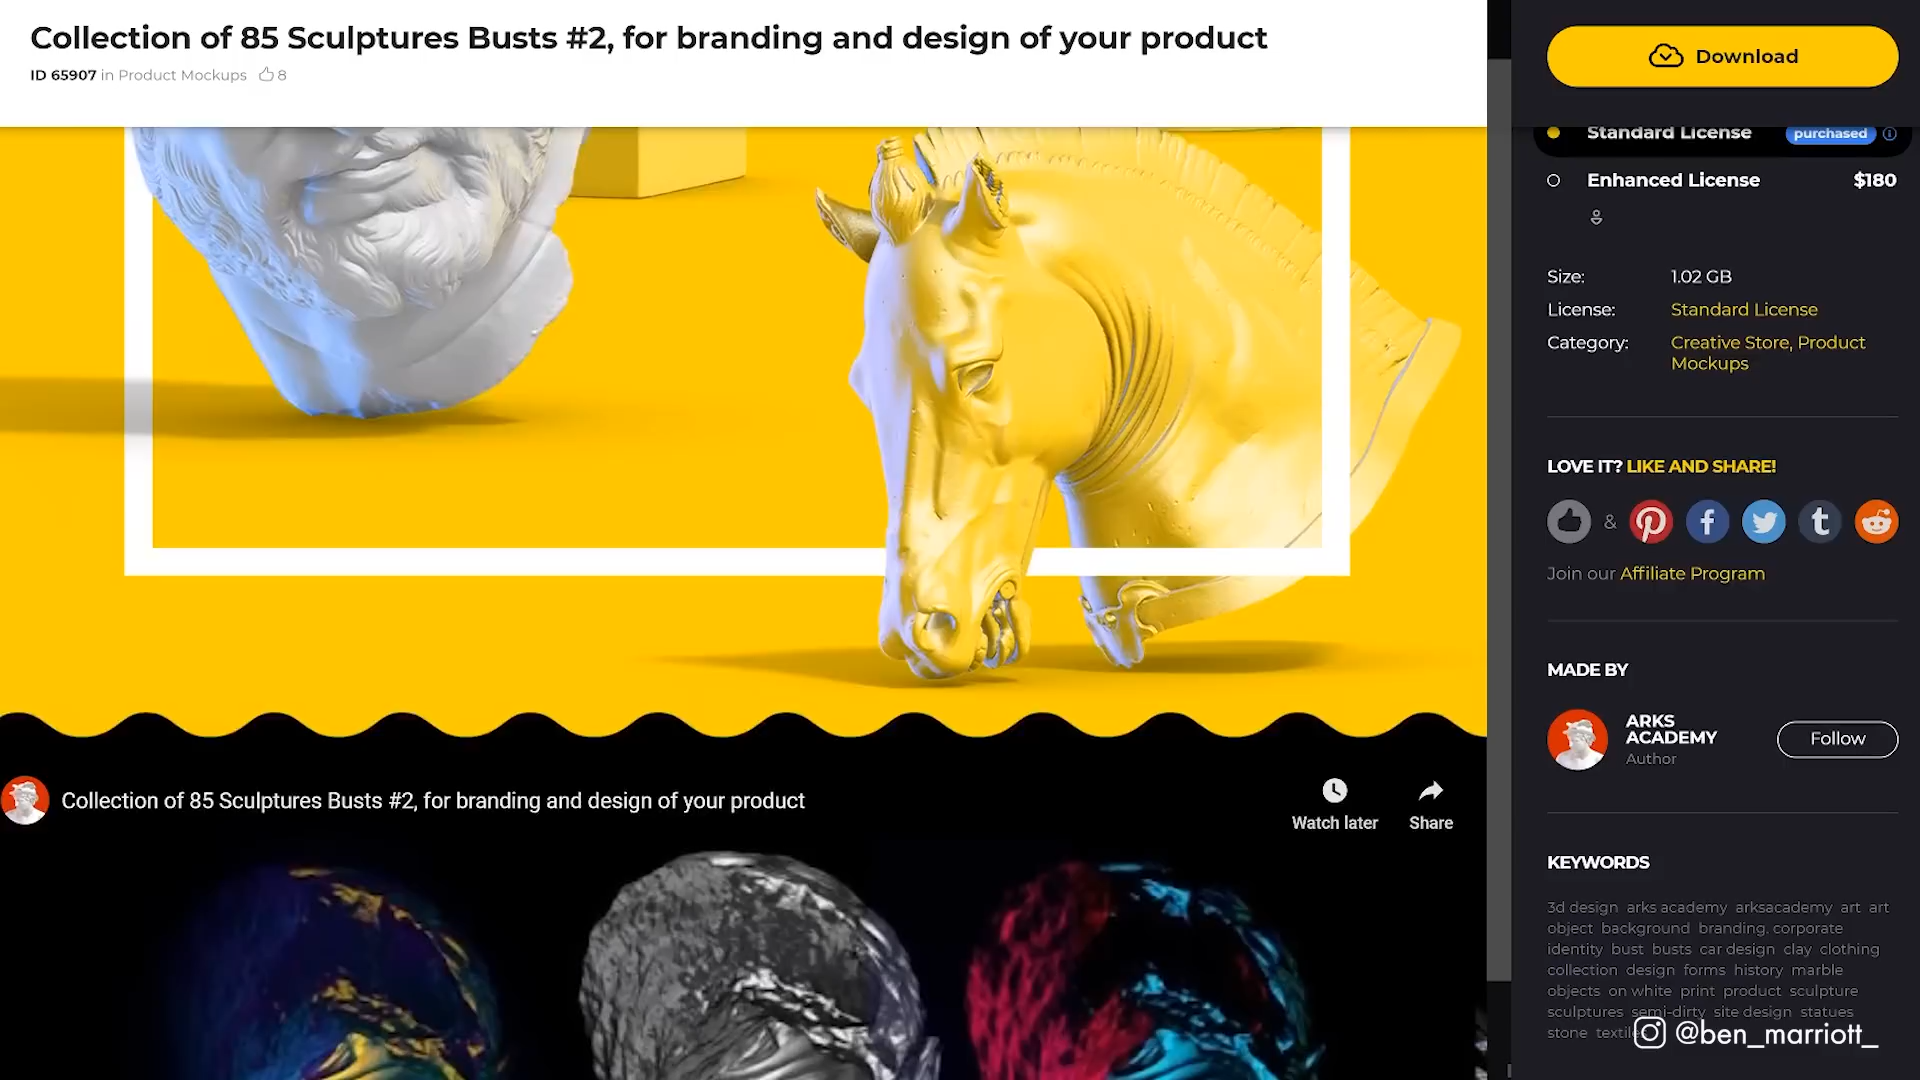 Collection of 85 Sculptures Busts #2, for branding and design of your product
ID 65907 in Product Mockups 8
Download
Standard License purchased
Enhanced License $180
Size: 1.02 GB
License: Standard License
Category: Creative Store, Product
Mockups
LOVE IT? LIKE AND SHARE!
&
Join our Affiliate Program
MADE BY
ARKS
ACADEMY
Author
Follow
Collection of 85 Sculptures Busts #2, for branding and design of your product
Watch later
Share
KEYWORDS
3d design arks academy arksacademy art art
object background branding. corporate
identity bust busts car design clay clothing
collection design forms history marble
objects on white print product sculpture
sculptures semi-dirty site design statues
stone textile
@ben_marriott_